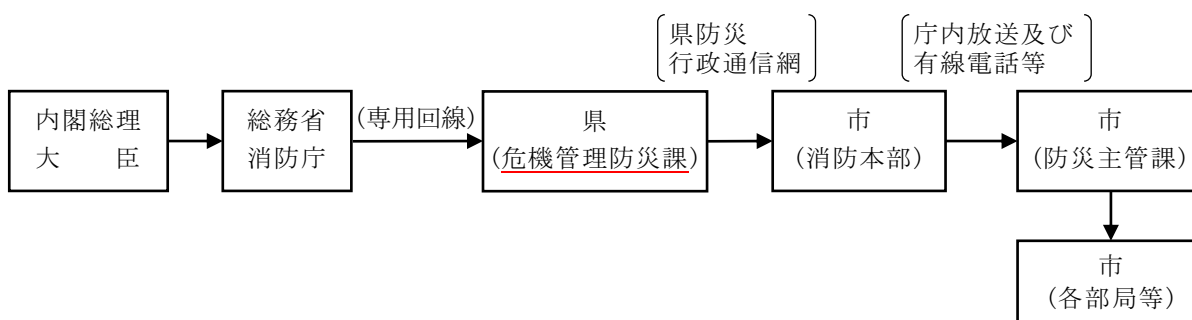 県防災
行政通信網
庁内放送及び
有線電話等
内閣総理
大　　臣
総務省
消防庁
(専用回線)
県
(危機管理防災課)
市
(消防本部)
市
(防災主管課)
市
(各部局等)